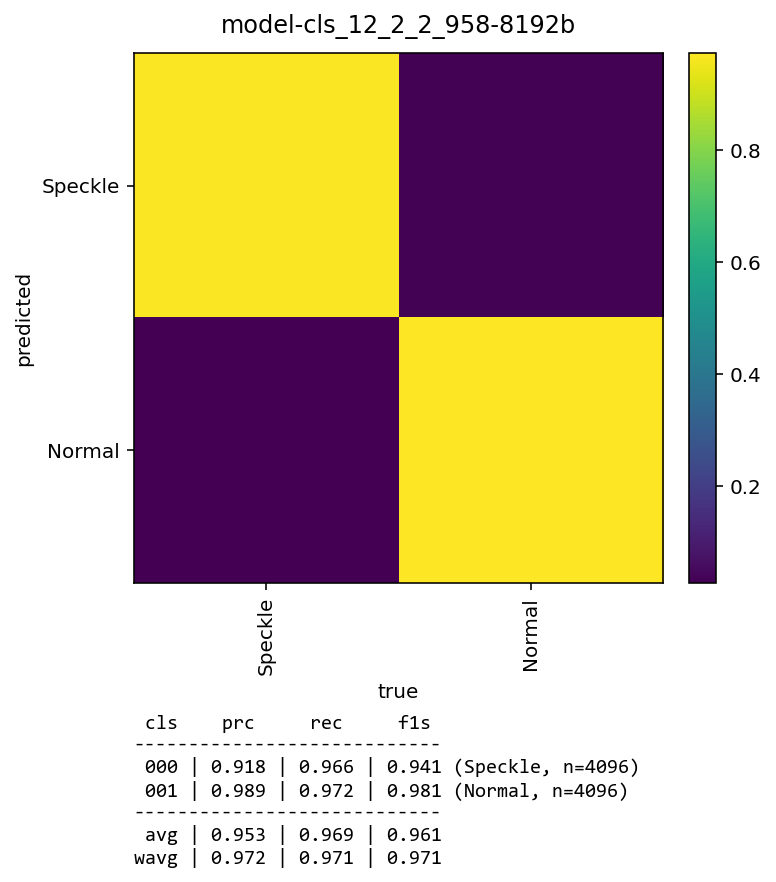 model-cls_12_2_2_958-8192b
Speckle
Normal
predicted
0.8
0.6
0.4
0.2
Speckle
Normal
true
cls prc rec f1s
----------------------------
000 | 0.918 | 0.966 | 0.941 (Speckle, n=4096)
001 | 0.989 | 0.972 | 0.981 (Normal, n=4096)
----------------------------
avg | 0.953 | 0.969 | 0.961
wavg | 0.972 | 0.971 | 0.971